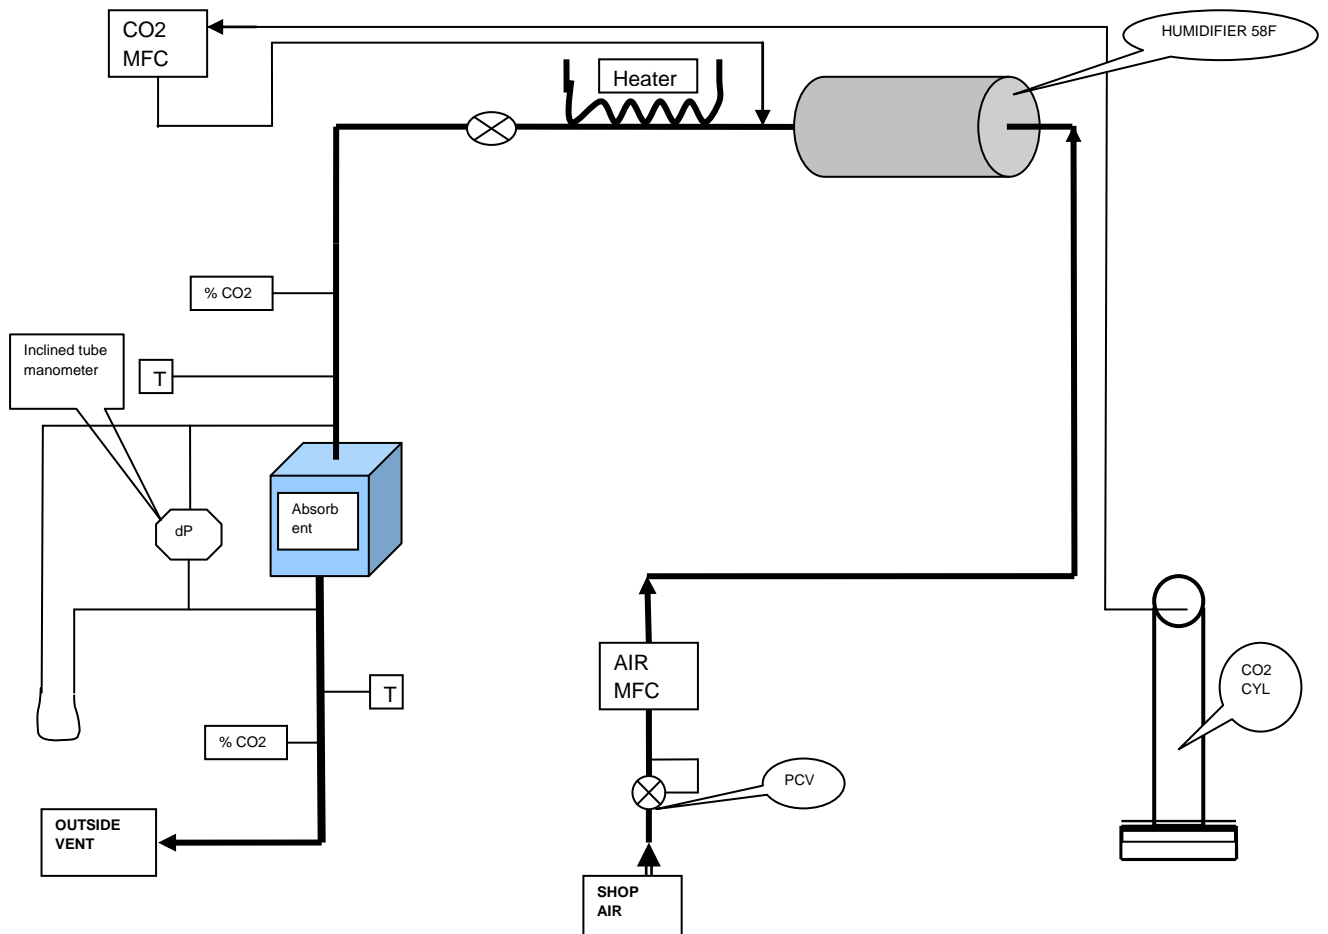 CO2
MFC
Heater
HUMIDIFIER 58F
% CO2
Inclined tube
manometer
T
Absorb
ent
dP
T
% CO2
AIR
MFC
CO2
CYL
PCV
OUTSIDE
VENT
SHOP
AIR